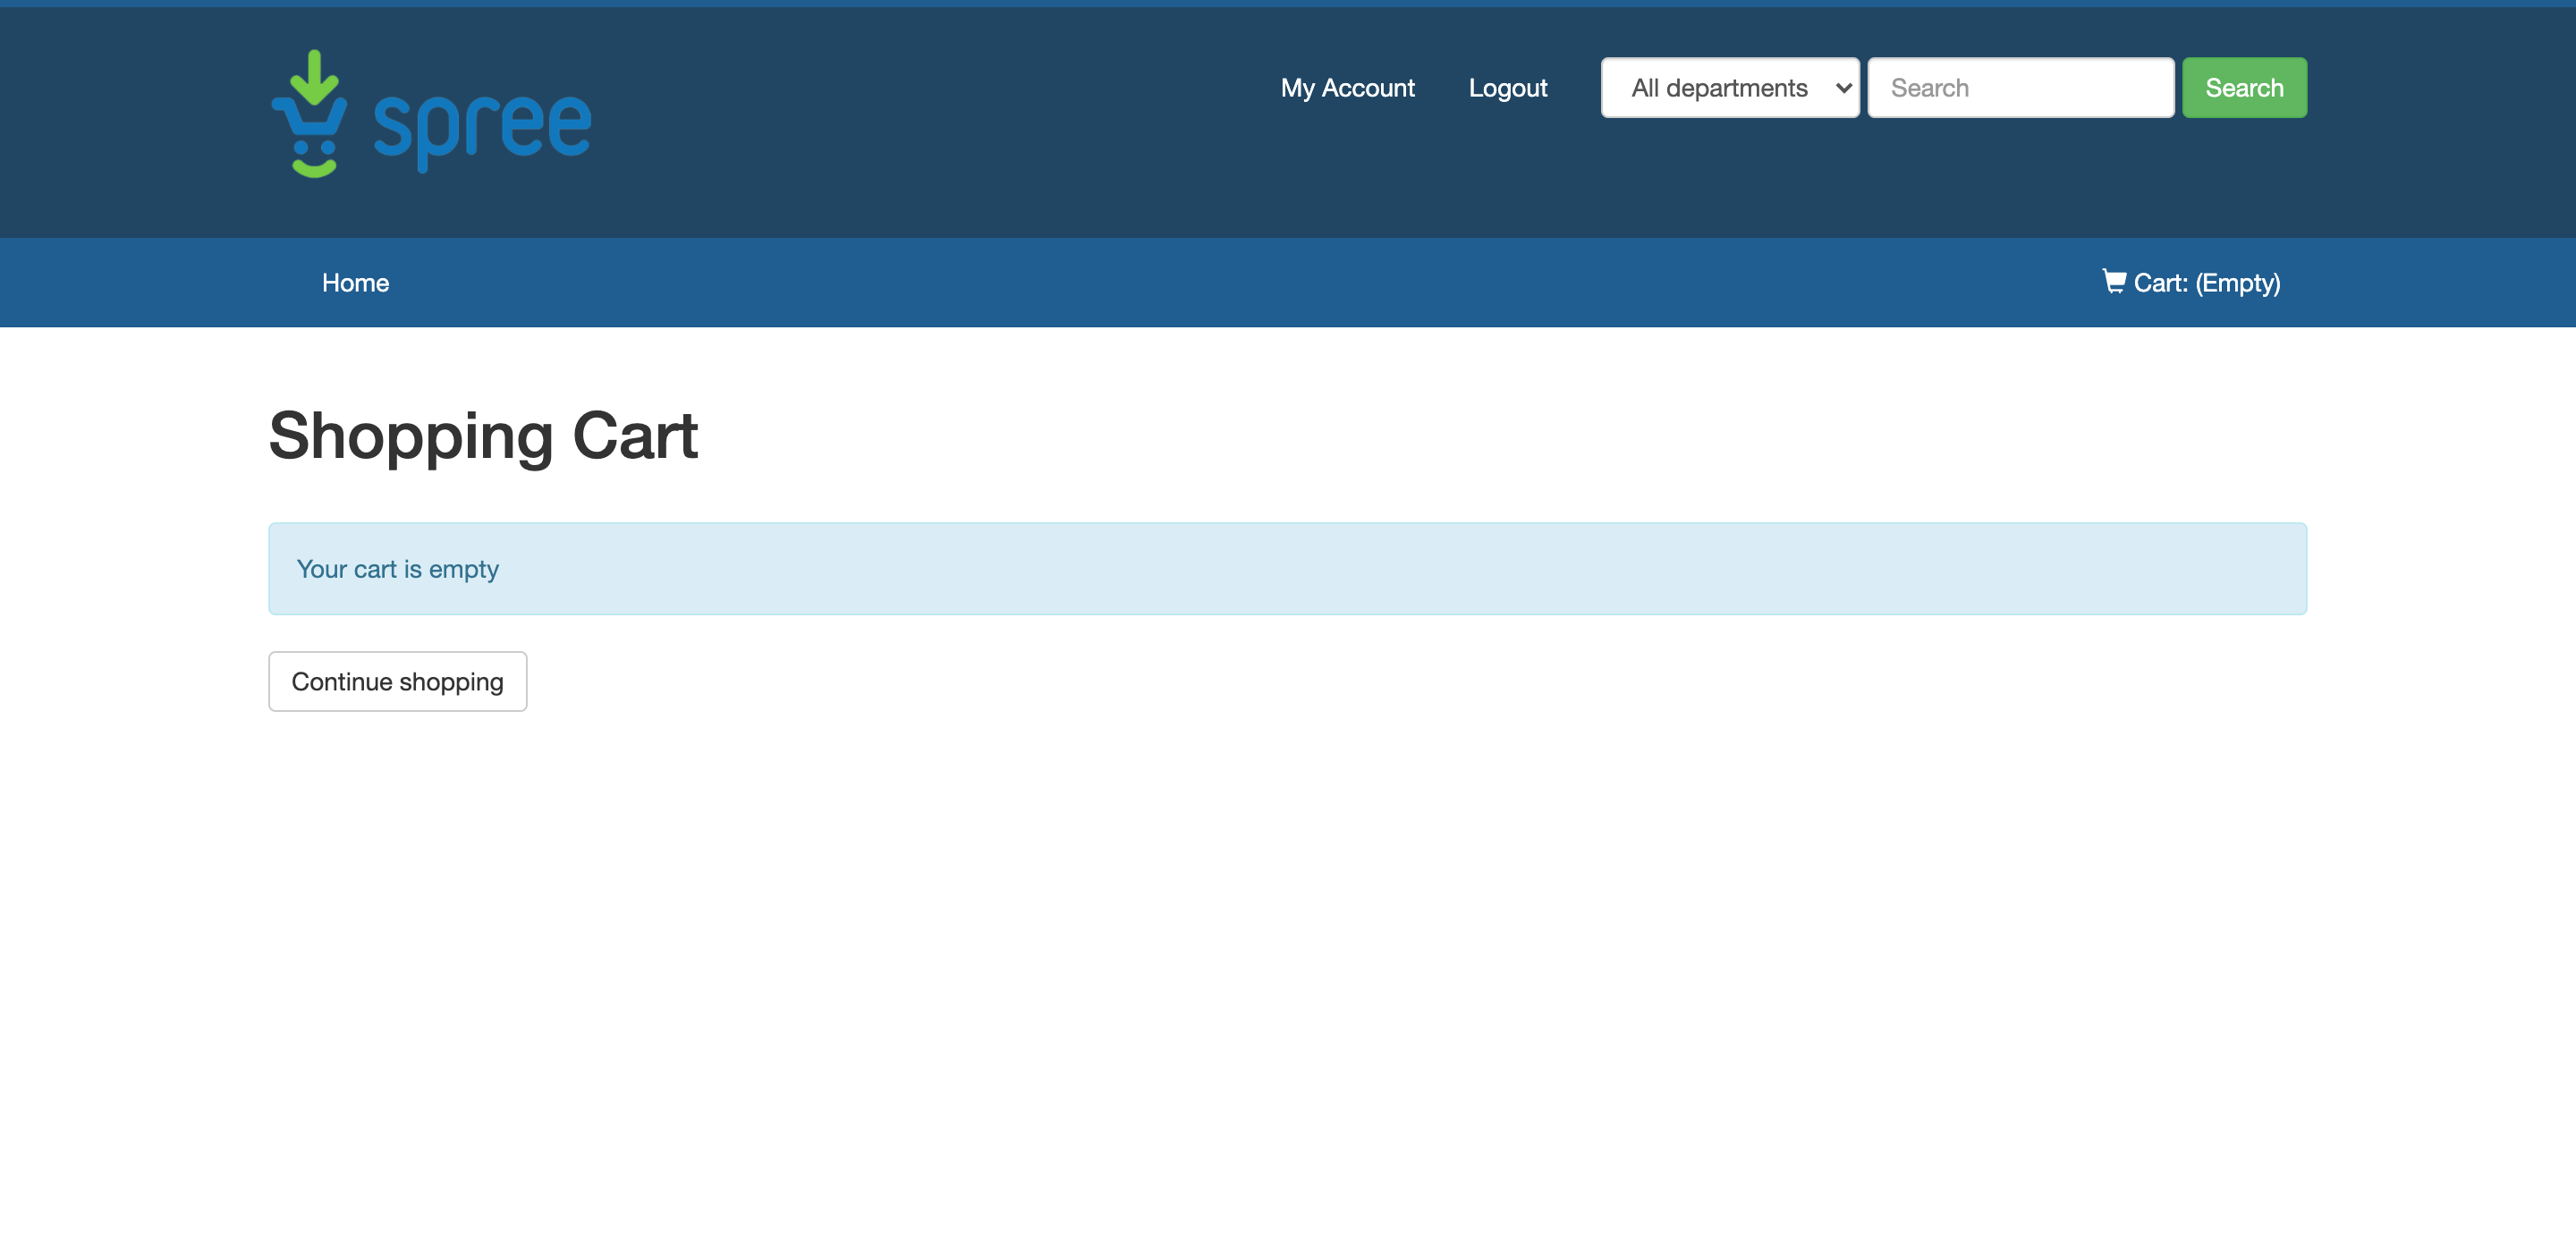 spree
My Account Logout All departments Search Search
Home Cart: (Empty)
Shopping Cart
Your cart is empty
Continue shopping